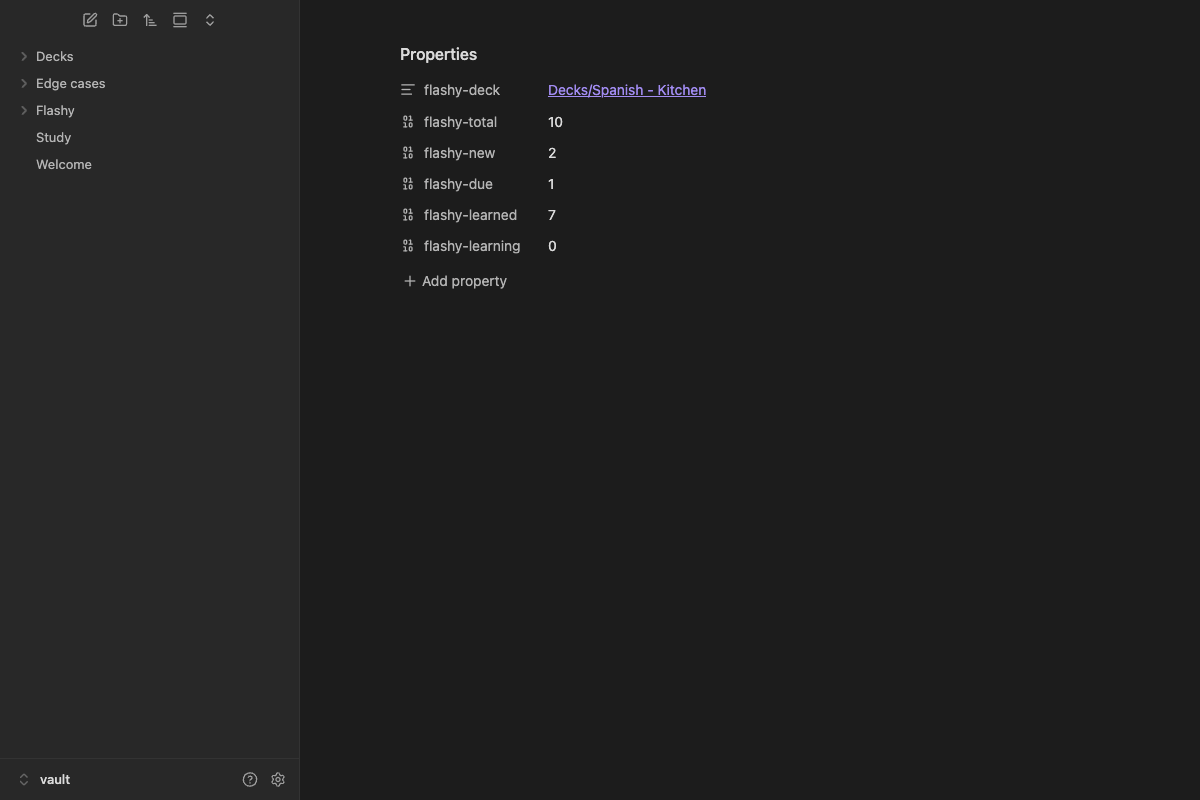 Decks
Edge cases
Flashy
Study
Welcome
vault
Properties
flashy-deck Decks/Spanish - Kitchen
flashy-total 10
flashy-new 2
flashy-due 1
flashy-learned 7
flashy-learning 0
Add property